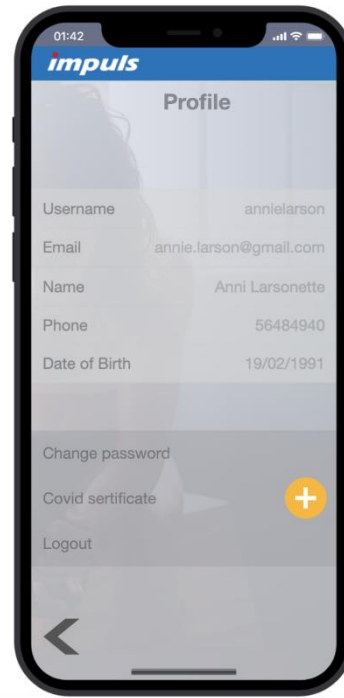 01:42
impuls
Profile
Username annielarson
Email annie.larson@gmail.com
Name Anni Larsonette
Phone 56484940
Date of Birth 19/02/1991
Change password
Covid sertificate
Logout